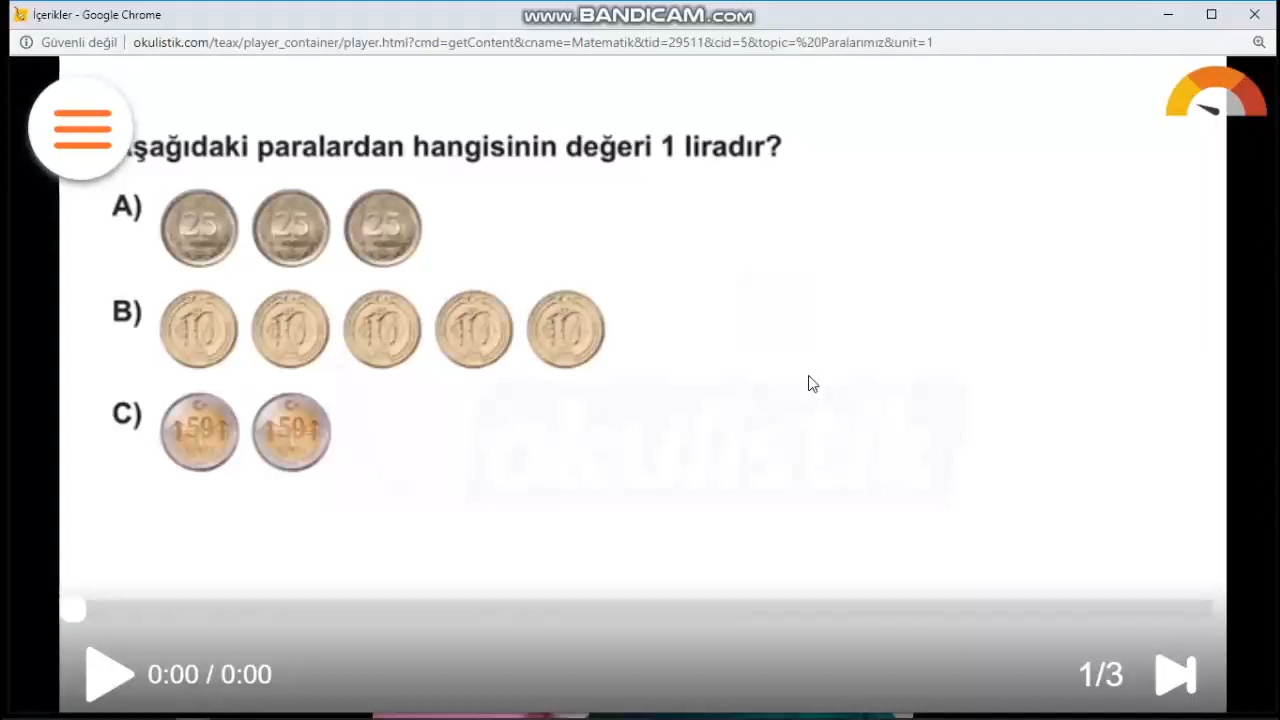 İçerikler - Google Chrome
www.BANDICAM.com
Güvenli değil
okulistik.com/teax/player_container/player.html?cmd=getContent&cname=Matematik&tid=29511&cid=5&topic=%20Paralarımız&unit=1
şağıdaki paralardan hangisinin değeri 1 liradır?
A) 25 25 25
B) 10 10 10 10 10
C) 50 50
okulistik
0:00 / 0:00
1/3